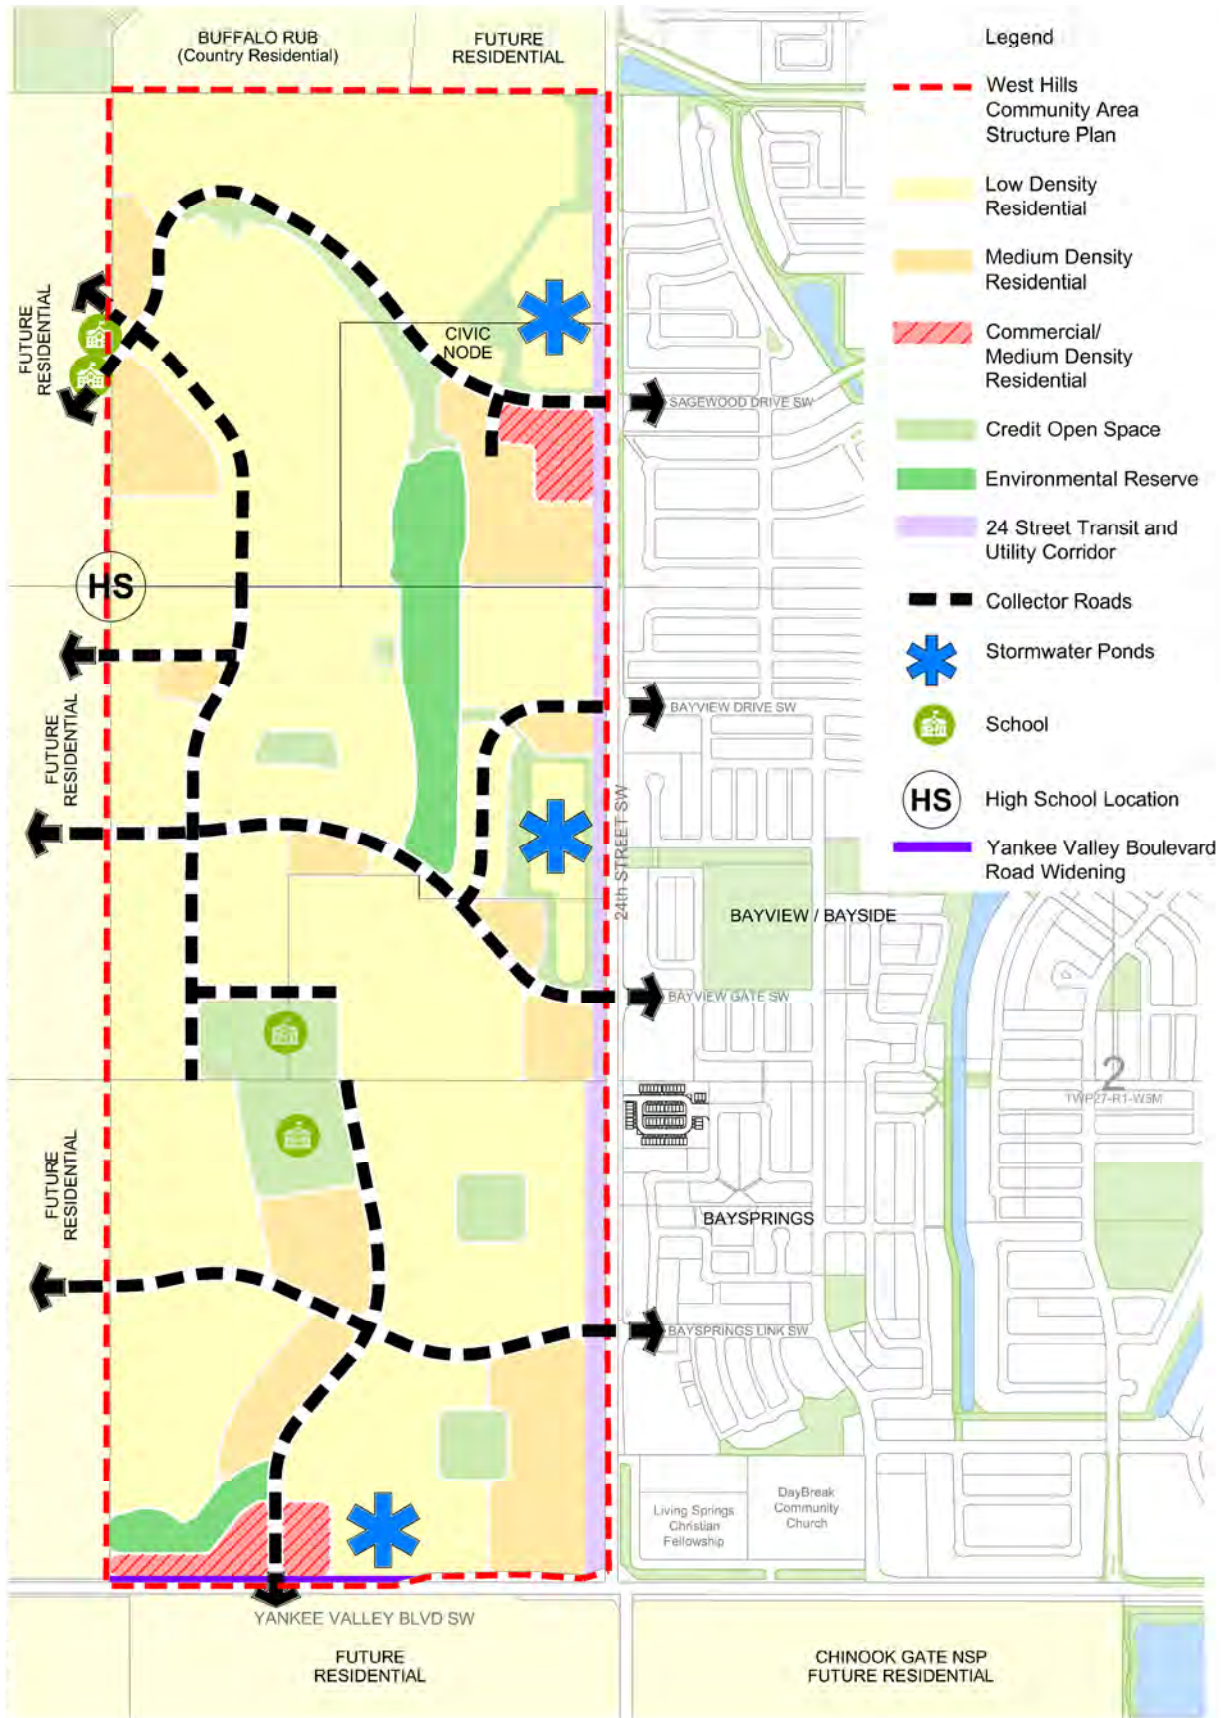 BUFFALO RUB
(Country Residential)
FUTURE
RESIDENTIAL
Legend
West Hills
Community Area
Structure Plan
Low Density
Residential
Medium Density
Residential
Commercial/
Medium Density
Residential
Credit Open Space
Environmental Reserve
24 Street Transit and
Utility Corridor
Collector Roads
Stormwater Ponds
School
HS
High School Location
Yankee Valley Boulevard
Road Widening
FUTURE
RESIDENTIAL
CIVIC
NODE
SAGEWOOD DRIVE SW
HS
FUTURE
RESIDENTIAL
BAYVIEW DRIVE SW
24th STREET SW
BAYVIEW / BAYSIDE
BAYVIEW GATE SW
2
TWP27-R1-W5M
FUTURE
RESIDENTIAL
BAYSPRINGS
BAYSPRINGS LINK SW
Living Springs
Christian
Fellowship
DayBreak
Community
Church
YANKEE VALLEY BLVD SW
FUTURE
RESIDENTIAL
CHINOOK GATE NSP
FUTURE RESIDENTIAL